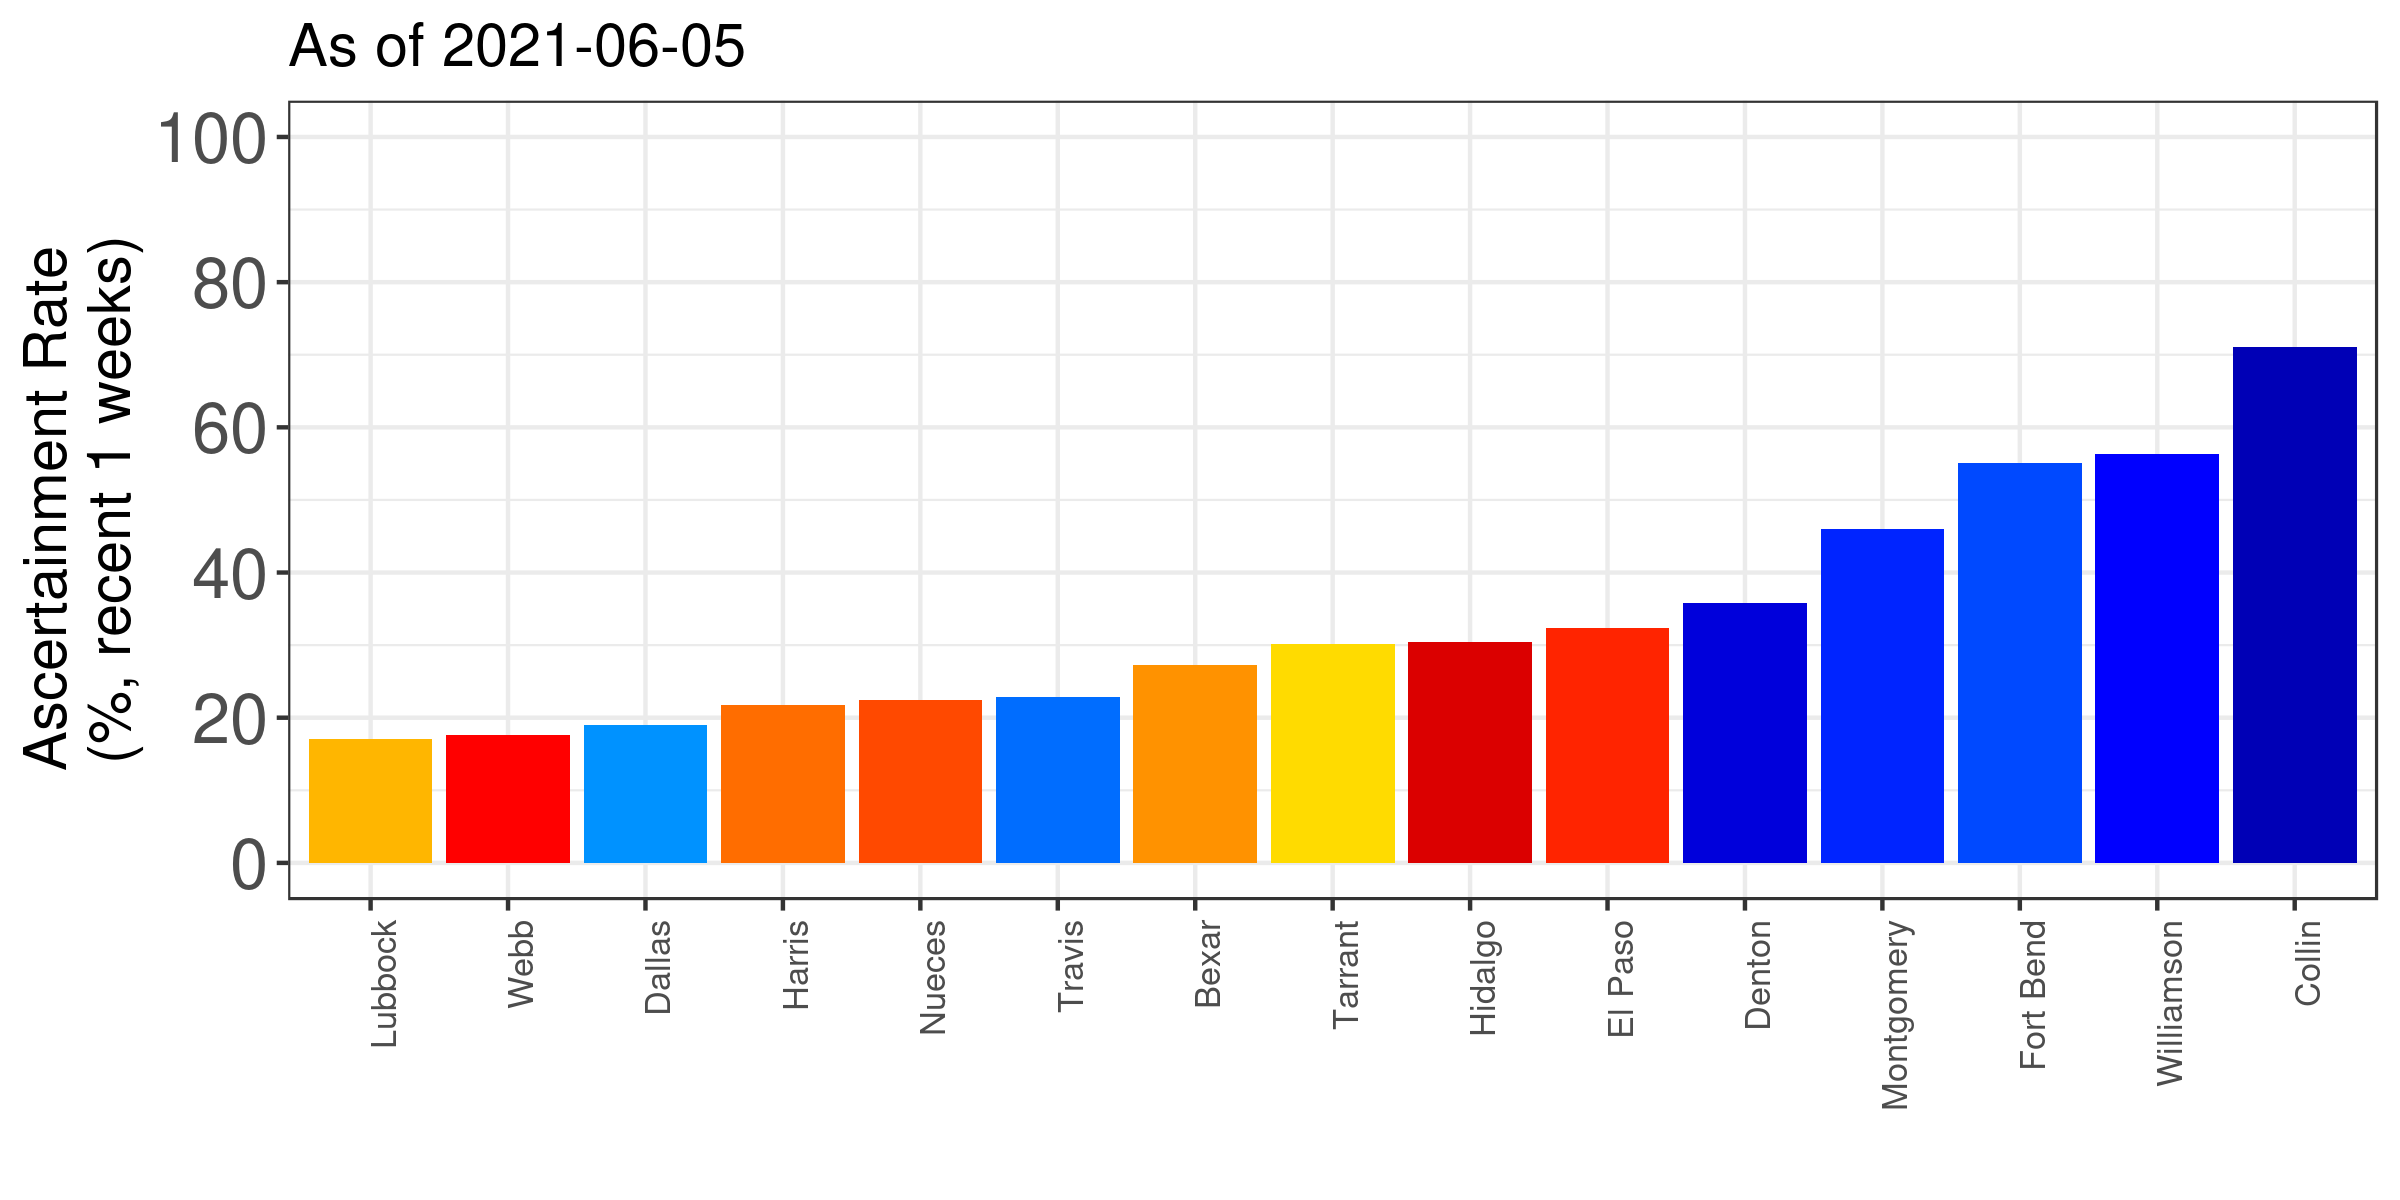 As of 2021-06-05
Ascertainment Rate
(%, recent 1 weeks)
100
80
60
40
20
0
Lubbock
Webb
Dallas
Harris
Nueces
Travis
Bexar
Tarrant
Hidalgo
El Paso
Denton
Montgomery
Fort Bend
Williamson
Collin